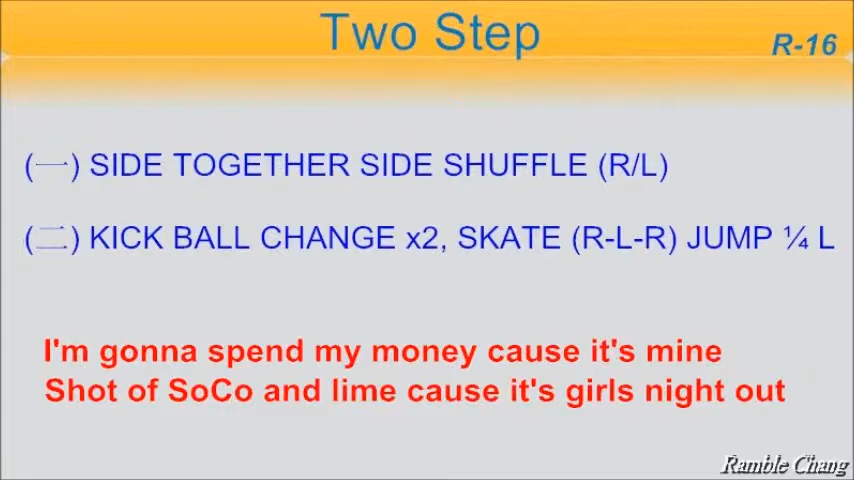 Two Step
R-16
(一) SIDE TOGETHER SIDE SHUFFLE (R/L)
(二) KICK BALL CHANGE x2, SKATE (R-L-R) JUMP ¼ L
I'm gonna spend my money cause it's mine
Shot of SoCo and lime cause it's girls night out
Ramble Chang